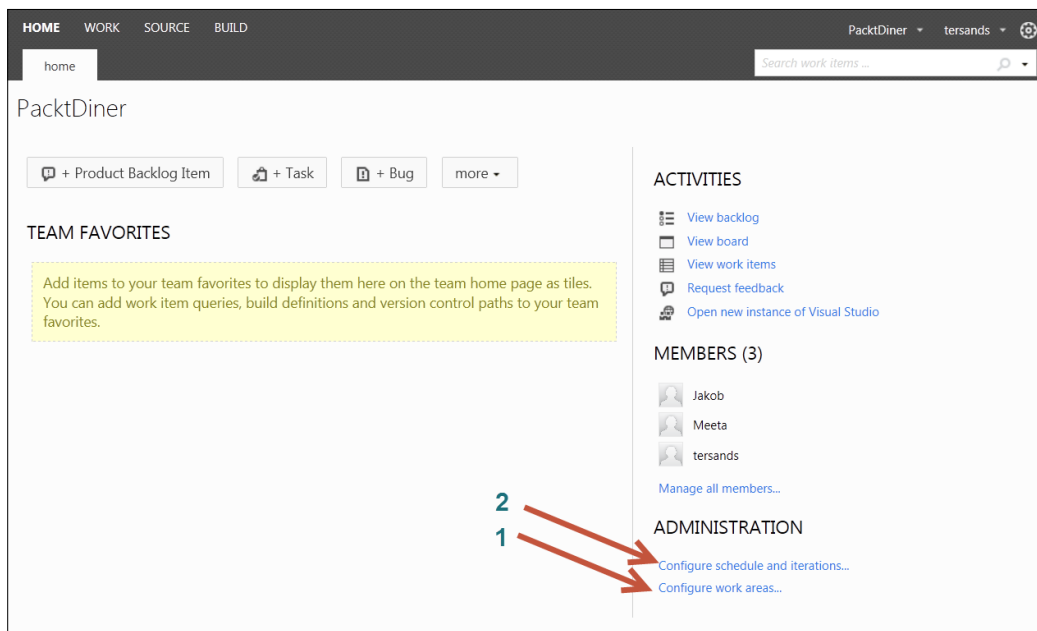 HOME WORK SOURCE BUILD
PacktDiner tersands
home
Search work items ...
PacktDiner
+ Product Backlog Item
+ Task
+ Bug
more
TEAM FAVORITES
Add items to your team favorites to display them here on the team home page as tiles.
You can add work item queries, build definitions and version control paths to your team
favorites.
ACTIVITIES
View backlog
View board
View work items
Request feedback
Open new instance of Visual Studio
MEMBERS (3)
Jakob
Meeta
tersands
Manage all members...
2
1
ADMINISTRATION
Configure schedule and iterations...
Configure work areas...